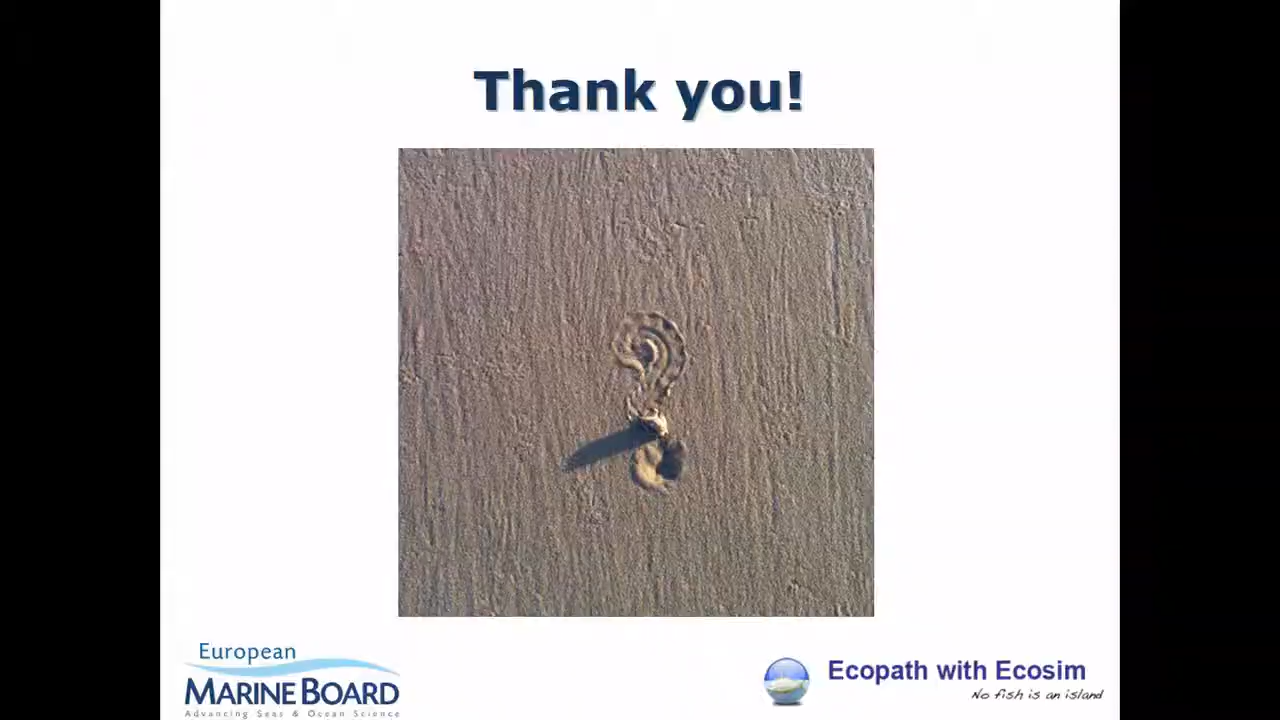 Thank you!
European
MARINE BOARD
Advancing Seas & Ocean Science
Ecopath with Ecosim
No fish is an island